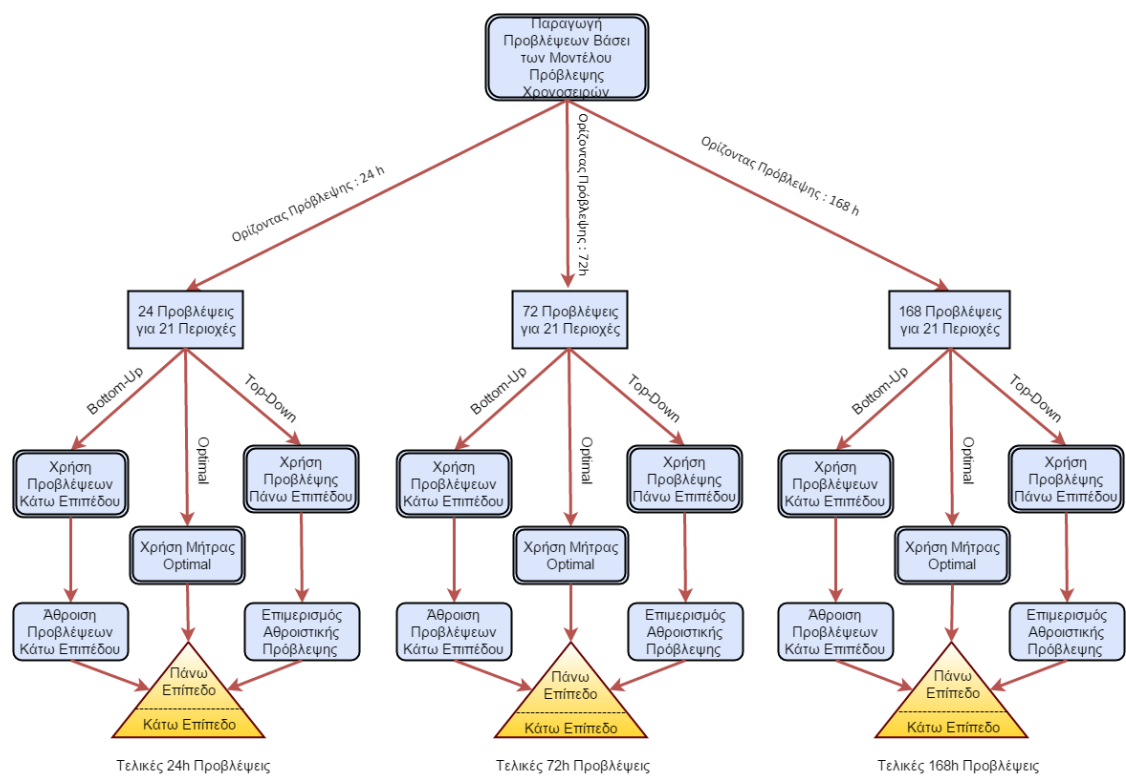 Παραγωγή
Προβλέψεων Βάσει
των Μοντέλου
Πρόβλεψης
Χρονοσειρών
Ορίζοντας Πρόβλεψης : 24 h
Ορίζοντας Πρόβλεψης : 72h
Ορίζοντας Πρόβλεψης : 168 h
24 Προβλέψεις
για 21 Περιοχές
72 Προβλέψεις
για 21 Περιοχές
168 Προβλέψεις
για 21 Περιοχές
Bottom-Up
Optimal
Top-Down
Bottom-Up
Optimal
Top-Down
Bottom-Up
Optimal
Top-Down
Χρήση
Προβλέψεων
Κάτω Επιπέδου
Χρήση
Πρόβλεψης
Πάνω Επιπέδου
Χρήση
Προβλέψεων
Κάτω Επιπέδου
Χρήση
Πρόβλεψης
Πάνω Επιπέδου
Χρήση
Προβλέψεων
Κάτω Επιπέδου
Χρήση
Πρόβλεψης
Πάνω Επιπέδου
Χρήση Μήτρας
Optimal
Χρήση Μήτρας
Optimal
Χρήση Μήτρας
Optimal
Άθροιση
Προβλέψεων
Κάτω Επιπέδου
Επιμερισμός
Αθροιστικής
Πρόβλεψης
Άθροιση
Προβλέψεων
Κάτω Επιπέδου
Επιμερισμός
Αθροιστικής
Πρόβλεψης
Άθροιση
Προβλέψεων
Κάτω Επιπέδου
Επιμερισμός
Αθροιστικής
Πρόβλεψης
Πάνω
Επίπεδο
Κάτω Επίπεδο
Πάνω
Επίπεδο
Κάτω Επίπεδο
Πάνω
Επίπεδο
Κάτω Επίπεδο
Τελικές 24h Προβλέψεις
Τελικές 72h Προβλέψεις
Τελικές 168h Προβλέψεις